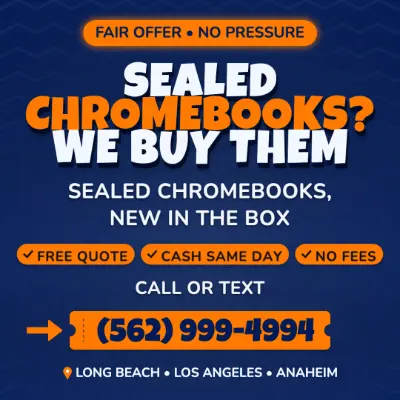 FAIR OFFER • NO PRESSURE
SEALED
CHROMEBOOKS?
WE BUY THEM
SEALED CHROMEBOOKS,
NEW IN THE BOX
✓ FREE QUOTE ✓ CASH SAME DAY ✓ NO FEES
CALL OR TEXT
(562) 999-4994
LONG BEACH • LOS ANGELES • ANAHEIM